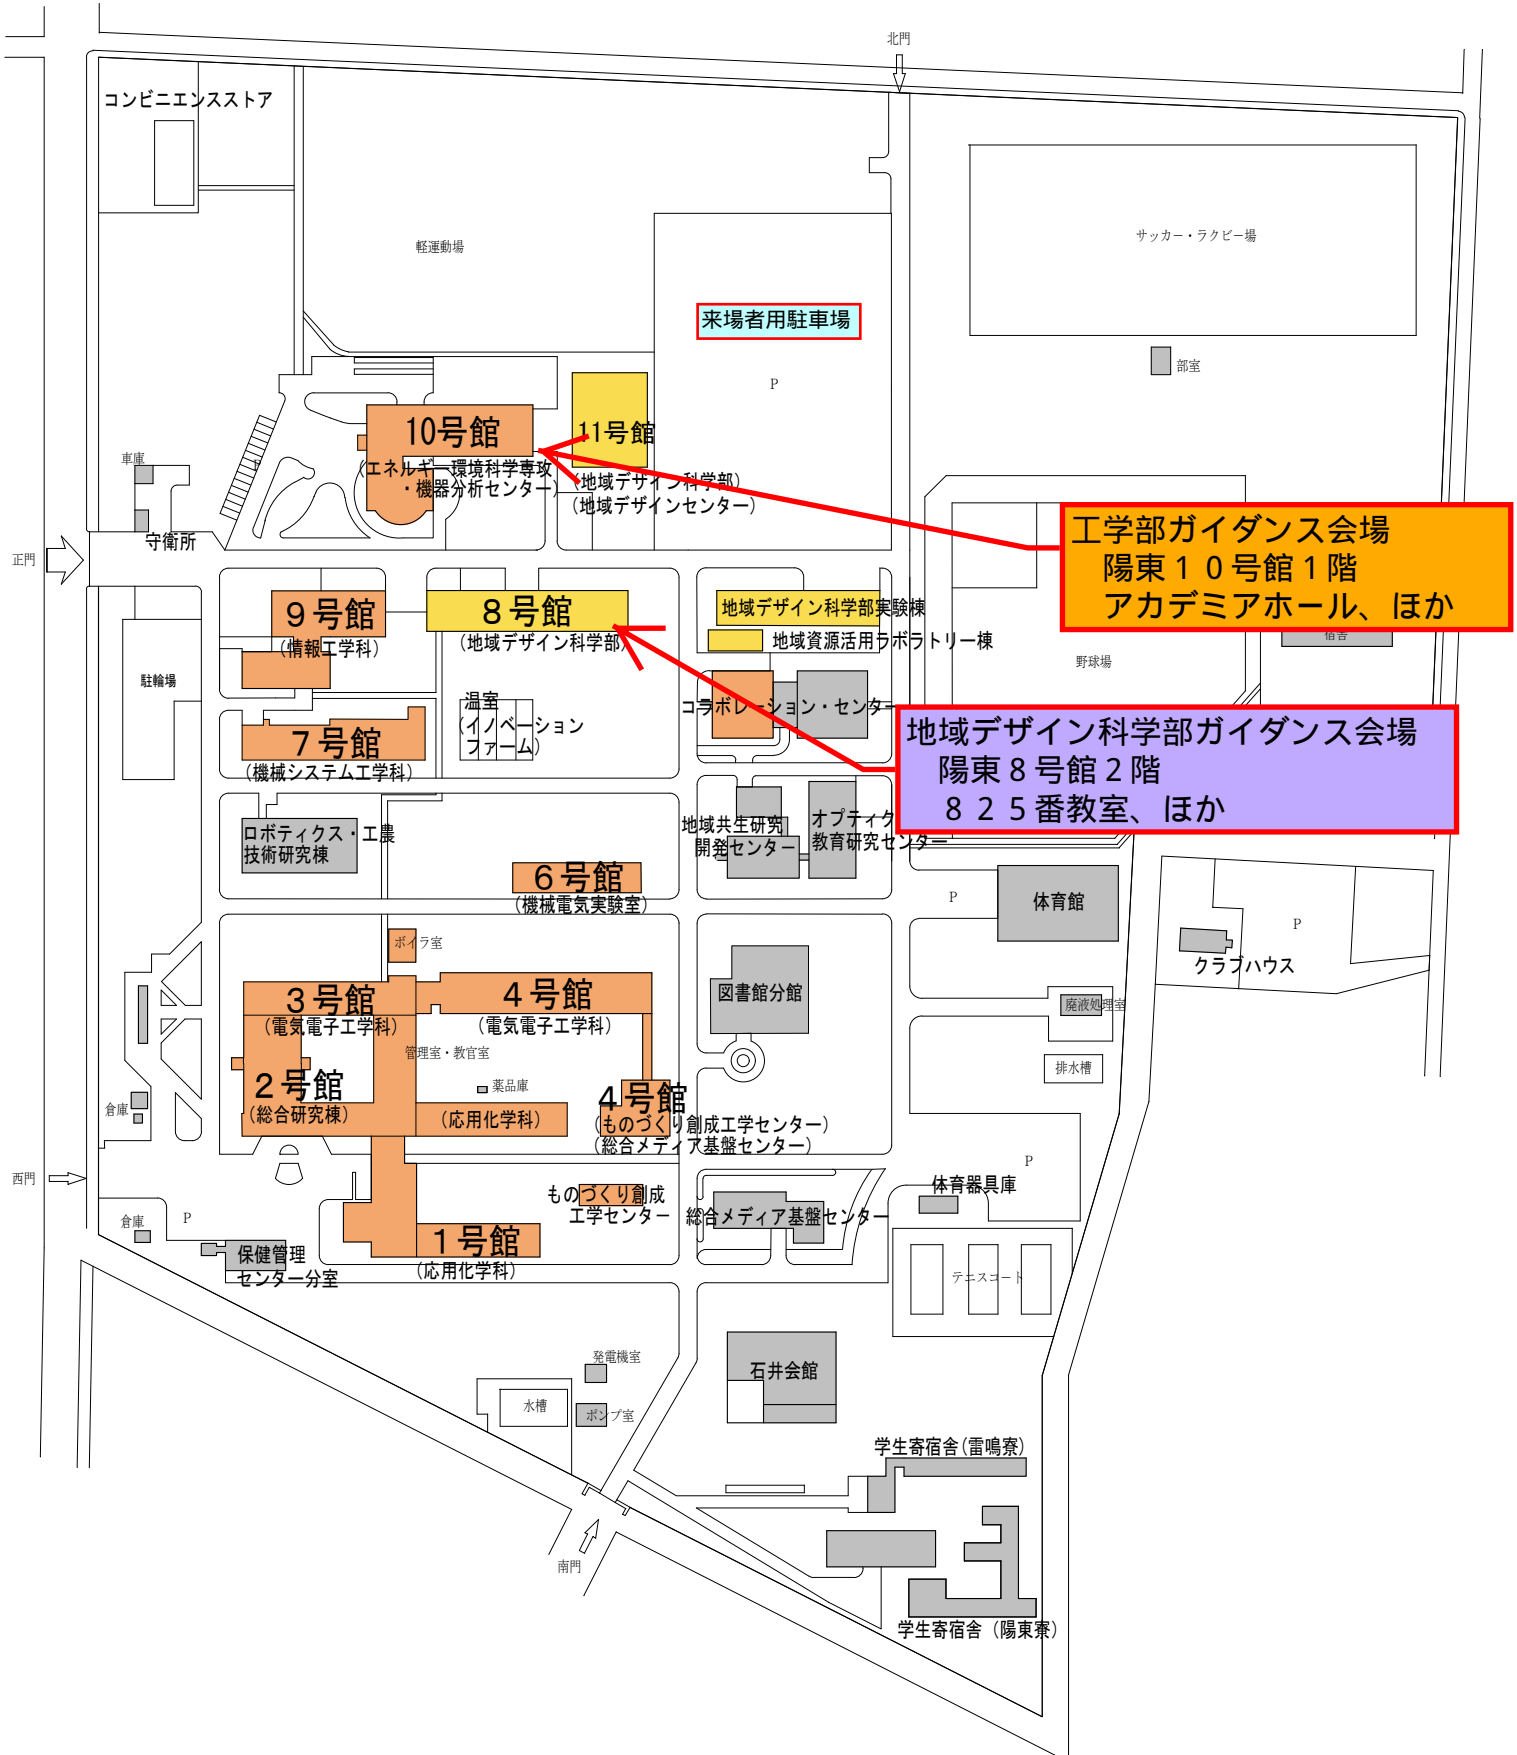 北門
コンビニエンスストア
軽運動場
サッカー・ラクビー場
来場者用駐車場
P
部室
10号館
(エネルギー環境科学専攻
・機器分析センター)
11号館
(地域デザイン科学部)
(地域デザインセンター)
車庫
P
守衛所
正門
工学部ガイダンス会場
陽東10号館1階
アカデミアホール、ほか
宿舎
9号館
(情報工学科)
8号館
(地域デザイン科学部)
地域デザイン科学部実験棟
地域資源活用ラボラトリー棟
野球場
駐輪場
温室
(イノベーション
ファーム)
コラボレーション・センター
7号館
(機械システム工学科)
地域デザイン科学部ガイダンス会場
陽東8号館2階
825番教室、ほか
ロボティクス・工農
技術研究棟
地域共生研究
開発センター
オプティク
教育研究センター
6号館
(機械電気実験室)
P
体育館
P
クラブハウス
ボイラ室
3号館
(電気電子工学科)
4号館
(電気電子工学科)
図書館分館
廃液処理室
管理室・教官室
排水槽
2号館
(総合研究棟)
薬品庫
(応用化学科)
4号館
(ものづくり創成工学センター)
(総合メディア基盤センター)
倉庫
西門
P
体育器具庫
ものづくり創成
工学センター
総合メディア基盤センター
倉庫
P
保健管理
センター分室
1号館
(応用化学科)
テニスコート
発電機室
石井会館
水槽
ポンプ室
学生寄宿舎(雷鳴寮)
南門
学生寄宿舎(陽東寮)